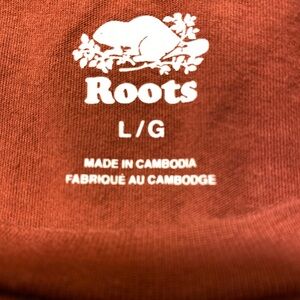 Roots
L/G
MADE IN CAMBODIA
FABRIQUÉ AU CAMBODGE